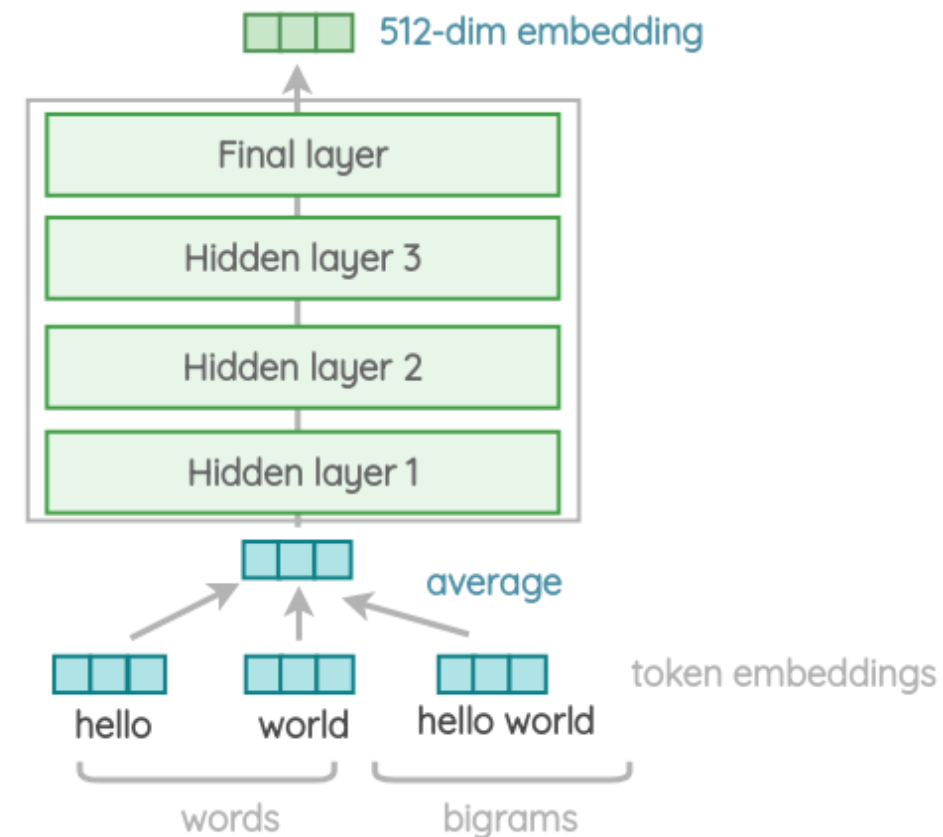 512-dim embedding
Final layer
Hidden layer 3
Hidden layer 2
Hidden layer 1
average
token embeddings
hello world hello world
words bigrams